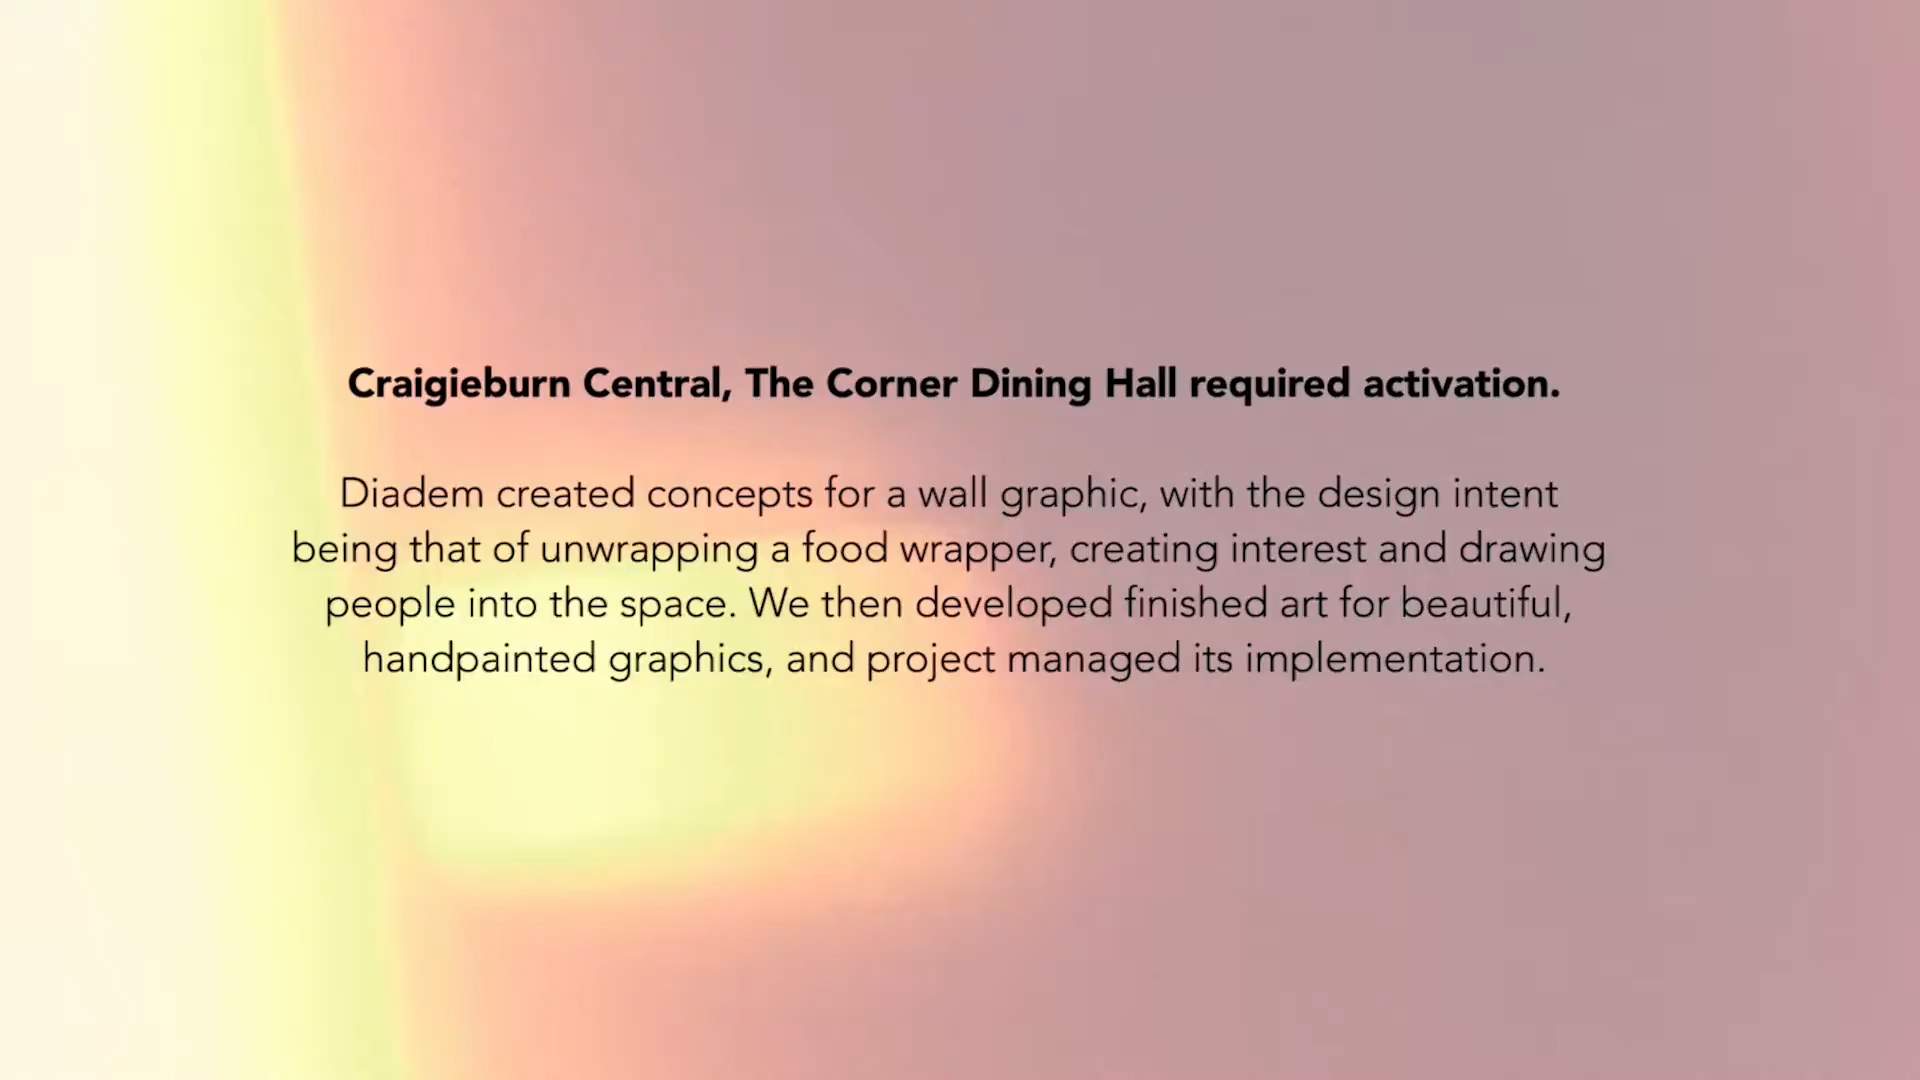 Craigieburn Central, The Corner Dining Hall required activation.
Diadem created concepts for a wall graphic, with the design intent
being that of unwrapping a food wrapper, creating interest and drawing
people into the space. We then developed finished art for beautiful,
handpainted graphics, and project managed its implementation.